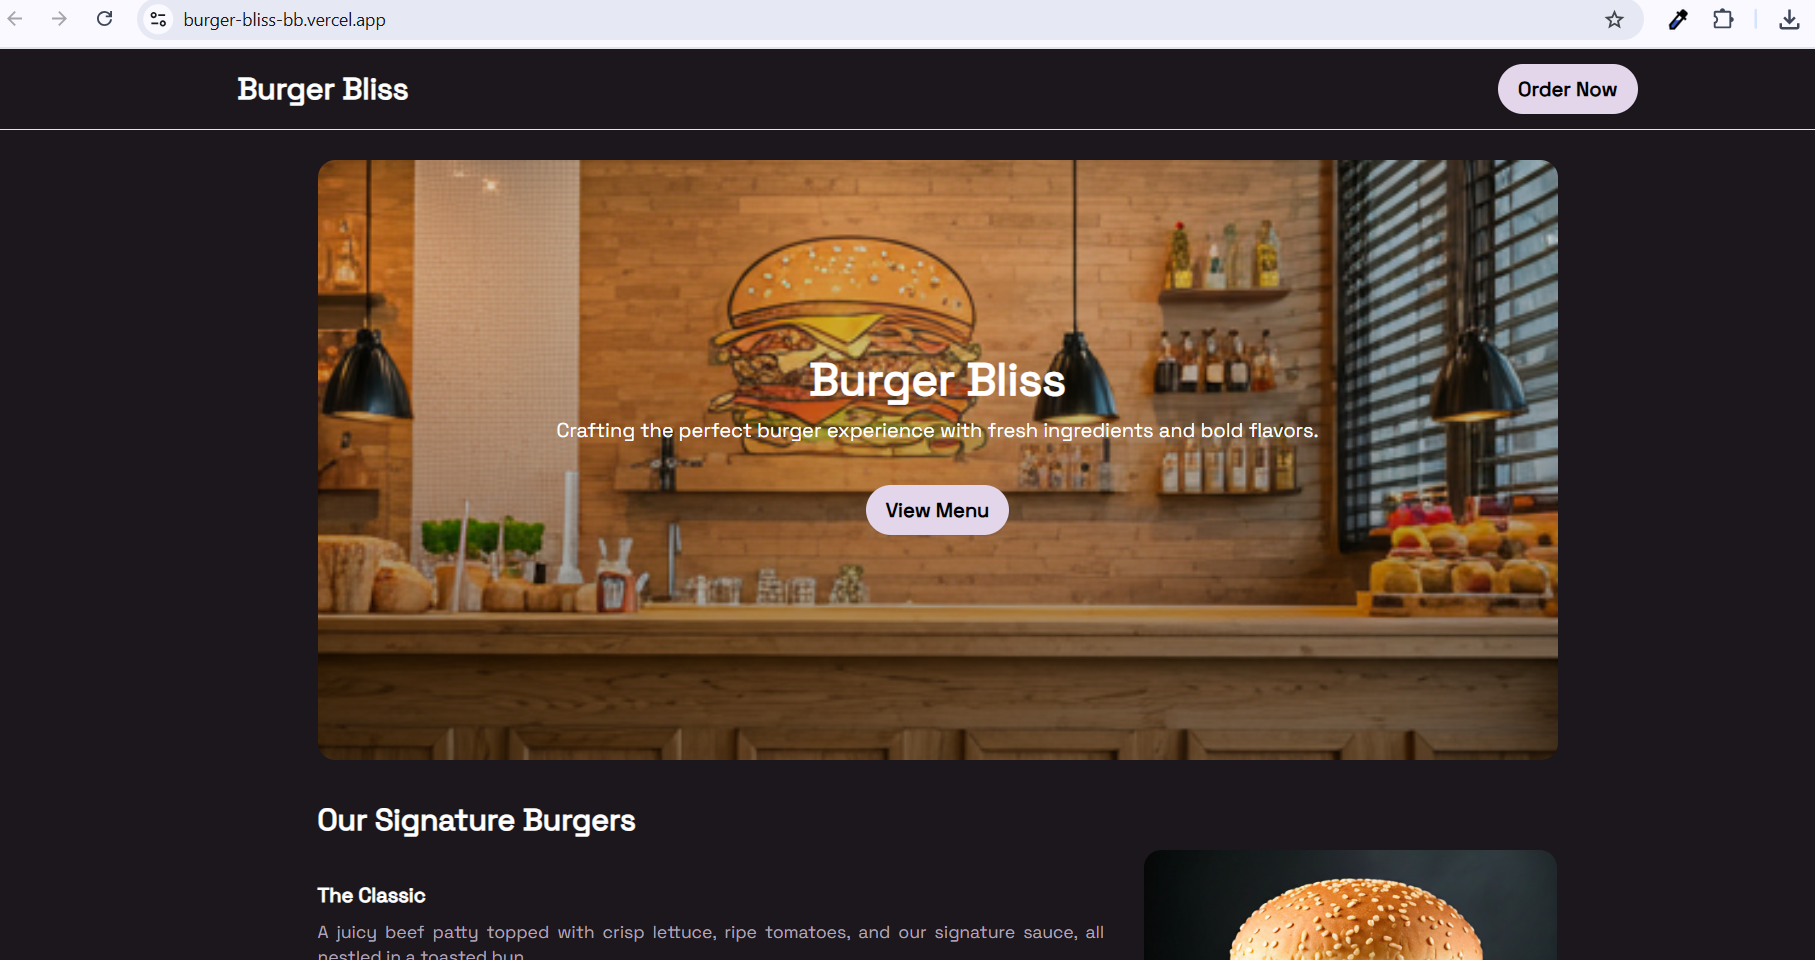 burger-bliss-bb.vercel.app
Burger Bliss
Order Now
Burger Bliss
Crafting the perfect burger experience with fresh ingredients and bold flavors.
View Menu
Our Signature Burgers
The Classic
A juicy beef patty topped with crisp lettuce, ripe tomatoes, and our signature sauce, all
nestled in a toasted bun.